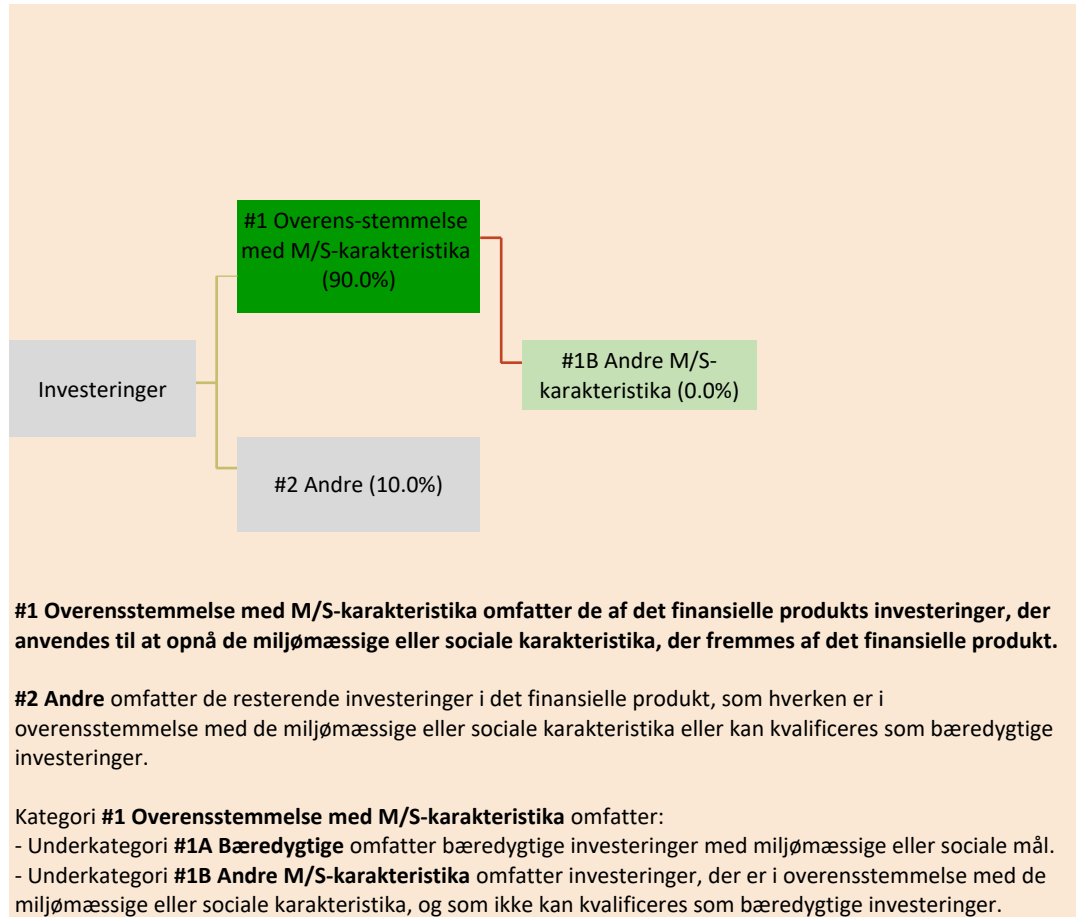 #1 Overens-stemmelse
med M/S-karakteristika
(90.0%)
Investeringer
#1B Andre M/S-
karakteristika (0.0%)
#2 Andre (10.0%)
#1 Overensstemmelse med M/S-karakteristika omfatter de af det finansielle produkts investeringer, der
anvendes til at opnå de miljømæssige eller sociale karakteristika, der fremmes af det finansielle produkt.
#2 Andre omfatter de resterende investeringer i det finansielle produkt, som hverken er i
overensstemmelse med de miljømæssige eller sociale karakteristika eller kan kvalificeres som bæredygtige
investeringer.
Kategori #1 Overensstemmelse med M/S-karakteristika omfatter:
- Underkategori #1A Bæredygtige omfatter bæredygtige investeringer med miljømæssige eller sociale mål.
- Underkategori #1B Andre M/S-karakteristika omfatter investeringer, der er i overensstemmelse med de
miljømæssige eller sociale karakteristika, og som ikke kan kvalificeres som bæredygtige investeringer.